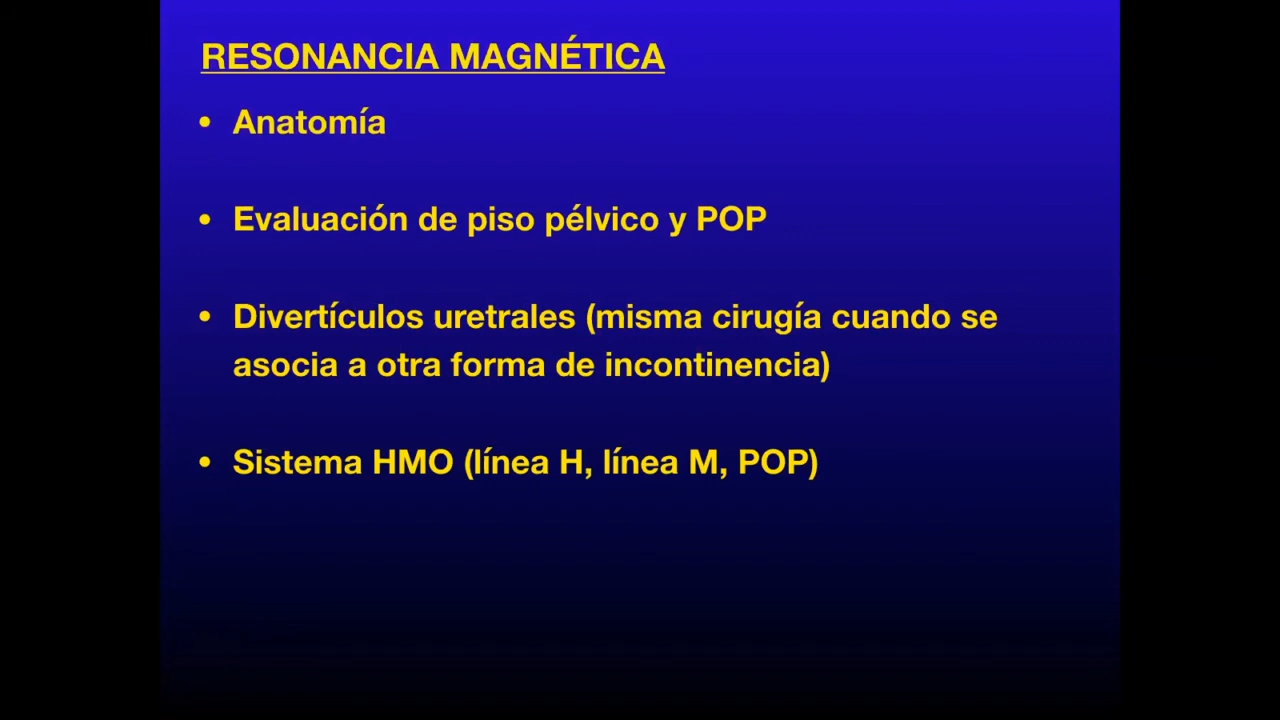 RESONANCIA MAGNÉTICA
• Anatomía
• Evaluación de piso pélvico y POP
• Divertículos uretrales (misma cirugía cuando se
asocia a otra forma de incontinencia)
• Sistema HMO (línea H, línea M, POP)